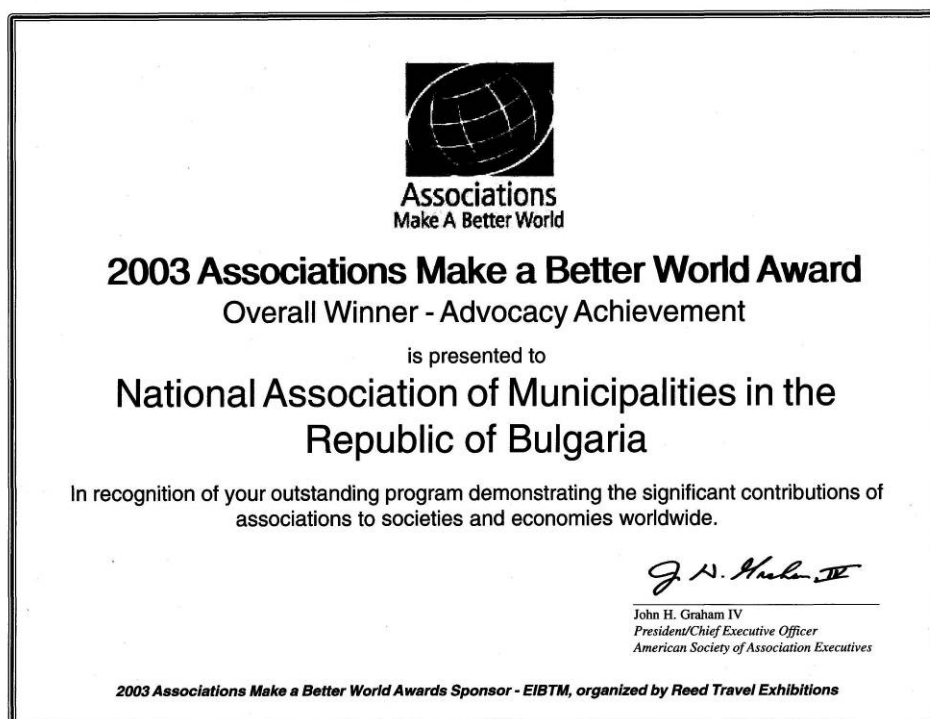 Associations
Make A Better World
2003 Associations Make a Better World Award
Overall Winner - Advocacy Achievement
is presented to
National Association of Municipalities in the
Republic of Bulgaria
In recognition of your outstanding program demonstrating the significant contributions of
associations to societies and economies worldwide.
J. H. Graham, IV
John H. Graham IV
President/Chief Executive Officer
American Society of Association Executives
2003 Associations Make a Better World Awards Sponsor - EIBTM, organized by Reed Travel Exhibitions